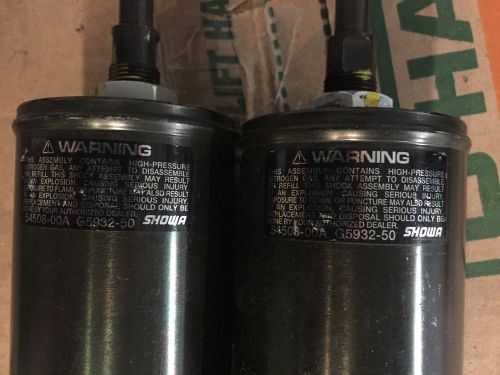 LIFT HAND
⚠ WARNING
THIS ASSEMBLY CONTAINS HIGH-PRESSURE
NITROGEN GAS. ANY ATTEMPT TO DISASSEMBLE
OR REFILL THIS SHOCK ASSEMBLY MAY RESULT
IN AN EXPLOSION, CAUSING SERIOUS INJURY.
EXPOSURE TO FLAME OR PUNCTURE MAY ALSO RESULT
IN AN EXPLOSION, CAUSING SERIOUS INJURY.
REPLACEMENT AND DISPOSAL SHOULD ONLY BE
DONE BY YOUR AUTHORIZED DEALER.
54508-00A G5932-50 SHOWA
⚠ WARNING
THIS ASSEMBLY CONTAINS HIGH-PRESSURE
NITROGEN GAS. ANY ATTEMPT TO DISASSEMBLE
OR REFILL THIS SHOCK ASSEMBLY MAY RESULT
IN AN EXPLOSION, CAUSING SERIOUS INJURY.
EXPOSURE TO FLAME OR PUNCTURE MAY ALSO RESULT
IN AN EXPLOSION, CAUSING SERIOUS INJURY.
REPLACEMENT AND DISPOSAL SHOULD ONLY BE
DONE BY YOUR AUTHORIZED DEALER.
54508-00A G5932-50 SHOWA